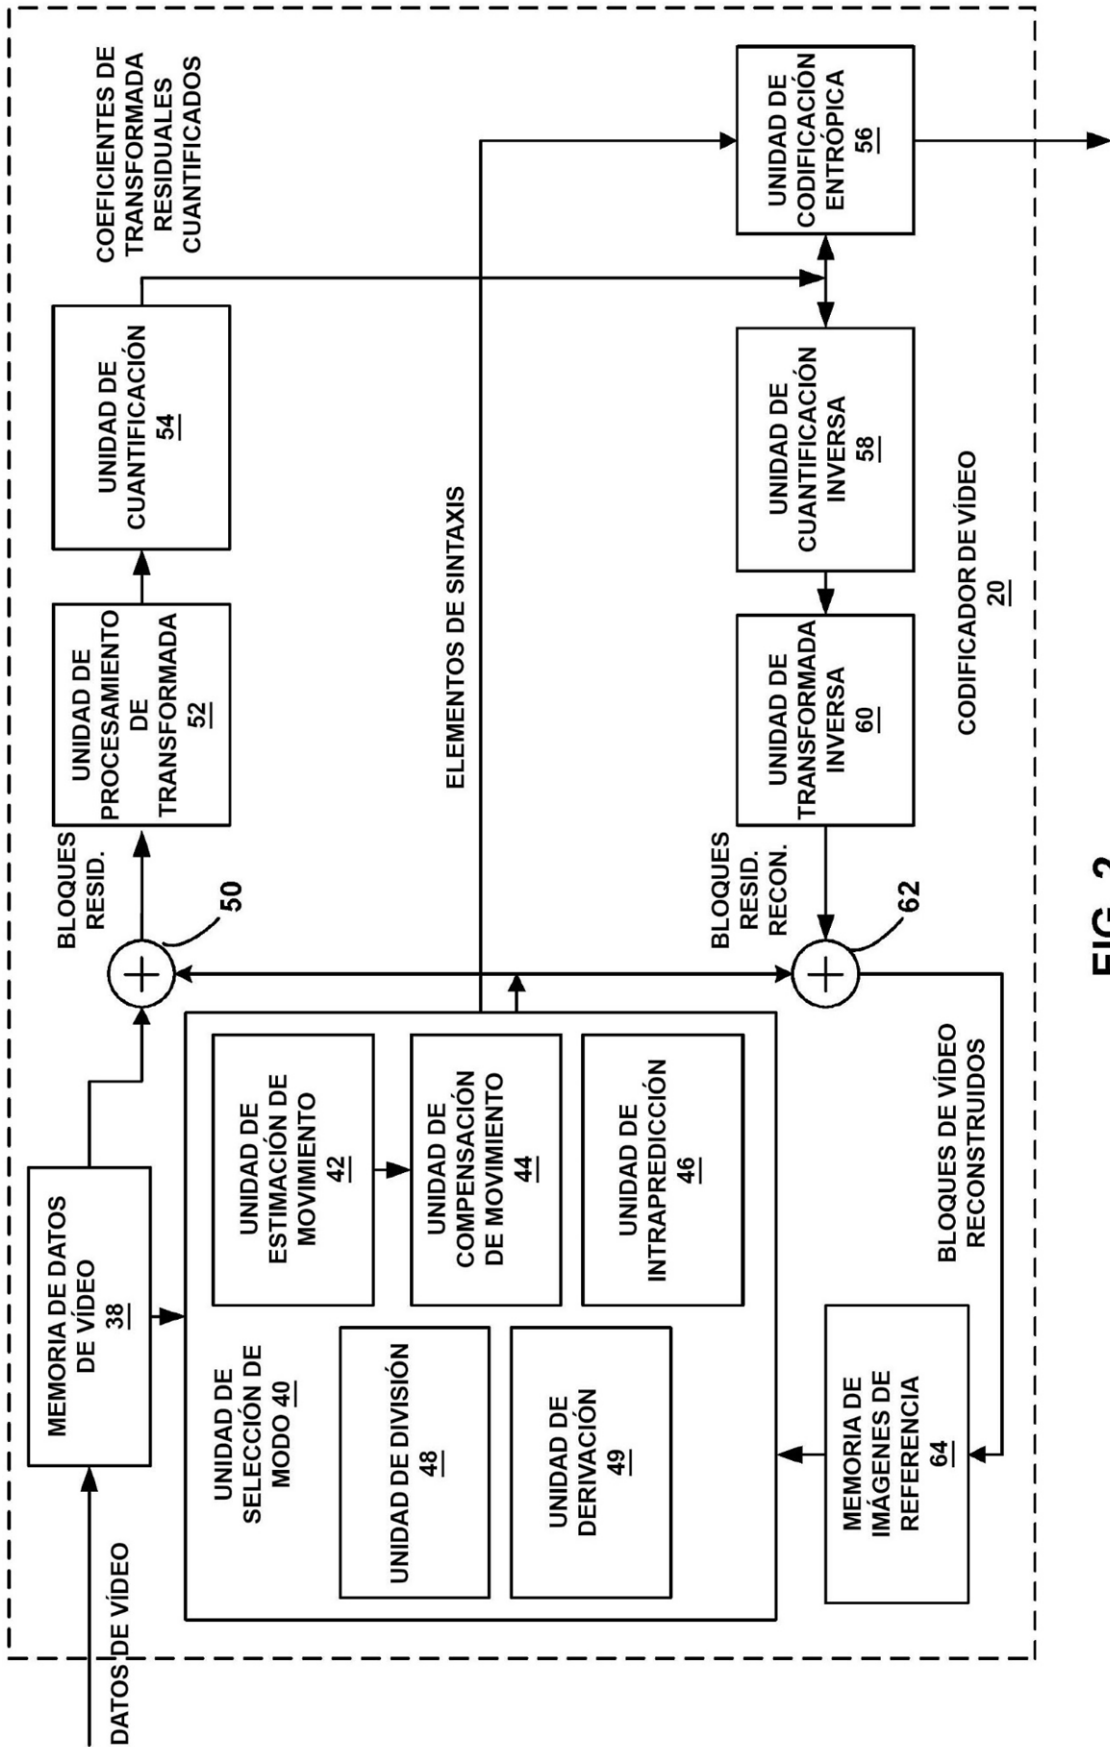 DATOS DE VÍDEO
MEMORIA DE DATOS
DE VÍDEO
38
UNIDAD DE
SELECCIÓN DE
MODO 40
UNIDAD DE
ESTIMACIÓN DE
MOVIMIENTO
42
UNIDAD DE
COMPENSACIÓN
DE MOVIMIENTO
44
UNIDAD DE
INTRAPREDICCIÓN
46
UNIDAD DE DIVISIÓN
48
UNIDAD DE
DERIVACIÓN
49
MEMORIA DE
IMÁGENES DE
REFERENCIA
64
50
BLOQUES
RESID.
UNIDAD DE
PROCESAMIENTO
DE
TRANSFORMADA
52
UNIDAD DE
CUANTIFICACIÓN
54
COEFICIENTES DE
TRANSFORMADA
RESIDUALES
CUANTIFICADOS
ELEMENTOS DE SINTAXIS
UNIDAD DE
CODIFICACIÓN
ENTRÓPICA
56
UNIDAD DE
CUANTIFICACIÓN
INVERSA
58
UNIDAD DE
TRANSFORMADA
INVERSA
60
BLOQUES
RESID.
RECON.
62
BLOQUES DE VÍDEO
RECONSTRUIDOS
CODIFICADOR DE VÍDEO
20
FIG. 2